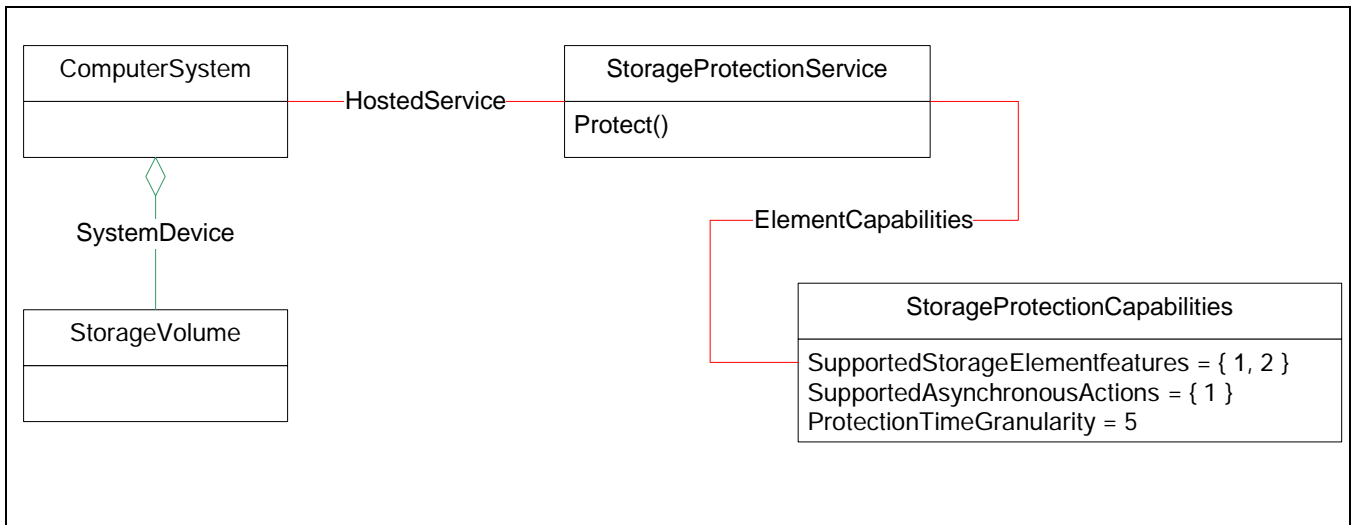 ComputerSystem
StorageProtectionService
HostedService
Protect()
ElementCapabilities
SystemDevice
StorageProtectionCapabilities
StorageVolume
SupportedStorageElementfeatures = { 1, 2 }
SupportedAsynchronousActions = { 1 }
ProtectionTimeGranularity = 5